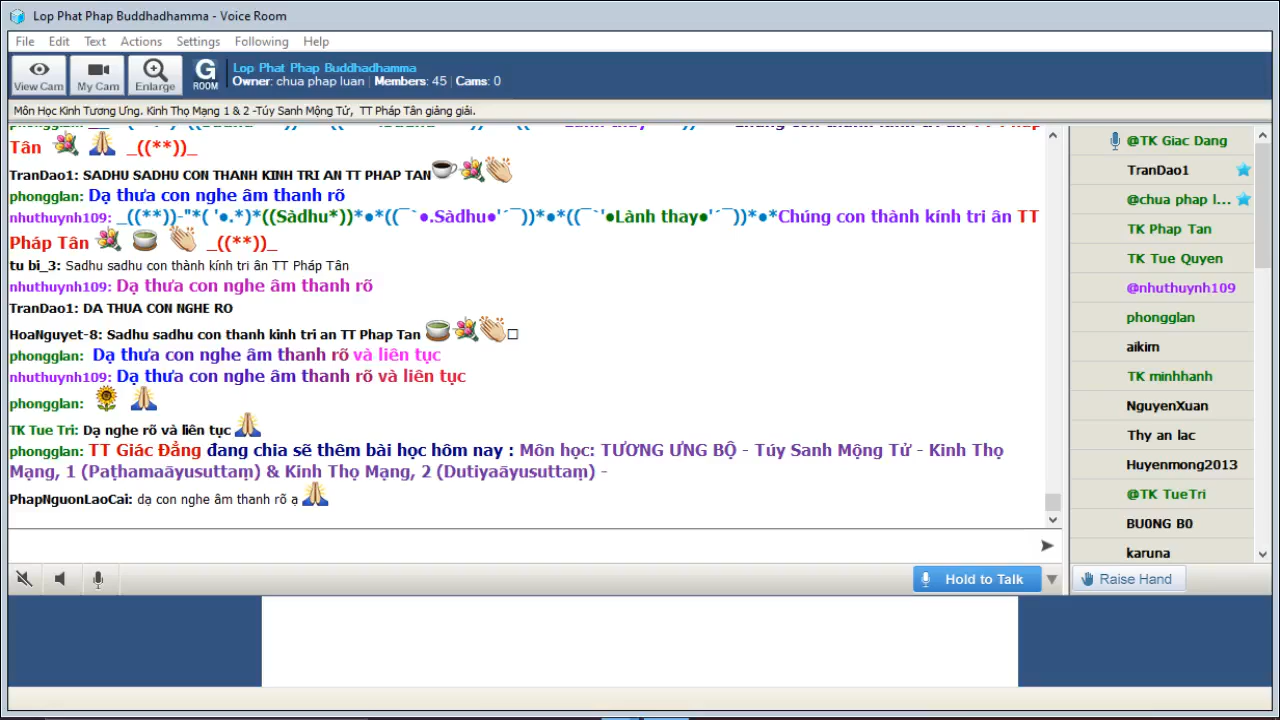 Lop Phat Phap Buddhadhamma - Voice Room
File Edit Text Actions Settings Following Help
View Cam My Cam Enlarge G ROOM
Lop Phat Phap Buddhadhamma
Owner: chua phap luan | Members: 45 | Cams: 0
Môn Học Kinh Tương Ưng. Kinh Thọ Mạng 1 & 2 -Túy Sanh Mộng Tử, TT Pháp Tân giảng giải.
Tân _((**))_
TranDao1: SADHU SADHU CON THANH KINH TRI AN TT PHAP TAN
phongglan: Dạ thưa con nghe âm thanh rõ
nhuthuynh109: _((**))-"*( '●.*)*((Sàdhu*))*●*((¯`●.Sàdhu●'´¯))*●*((¯`'●Lành thay●'´¯))*●*Chúng con thành kính tri ân TT
Pháp Tân _((**))_
tu bi_3: Sadhu sadhu con thành kính tri ân TT Pháp Tân
nhuthuynh109: Dạ thưa con nghe âm thanh rõ
TranDao1: DA THUA CON NGHE RO
HoaNguyet-8: Sadhu sadhu con thanh kinh tri an TT Phap Tan
phongglan: Dạ thưa con nghe âm thanh rõ và liên tục
nhuthuynh109: Dạ thưa con nghe âm thanh rõ và liên tục
phongglan:
TK Tue Tri: Dạ nghe rõ và liên tục
phongglan: TT Giác Đẳng đang chia sẽ thêm bài học hôm nay : Môn học: TƯƠNG ƯNG BỘ - Túy Sanh Mộng Tử - Kinh Thọ
Mạng, 1 (Paṭhamaāyusuttaṃ) & Kinh Thọ Mạng, 2 (Dutiyaāyusuttaṃ) -
PhapNguonLaoCai: dạ con nghe âm thanh rõ ạ
Hold to Talk
@TK Giac Dang
TranDao1
@chua phap l...
TK Phap Tan
TK Tue Quyen
@nhuthuynh109
phongglan
aikim
TK minhhanh
NguyenXuan
Thy an lac
Huyenmong2013
@TK TueTri
BU0NG B0
karuna
Raise Hand